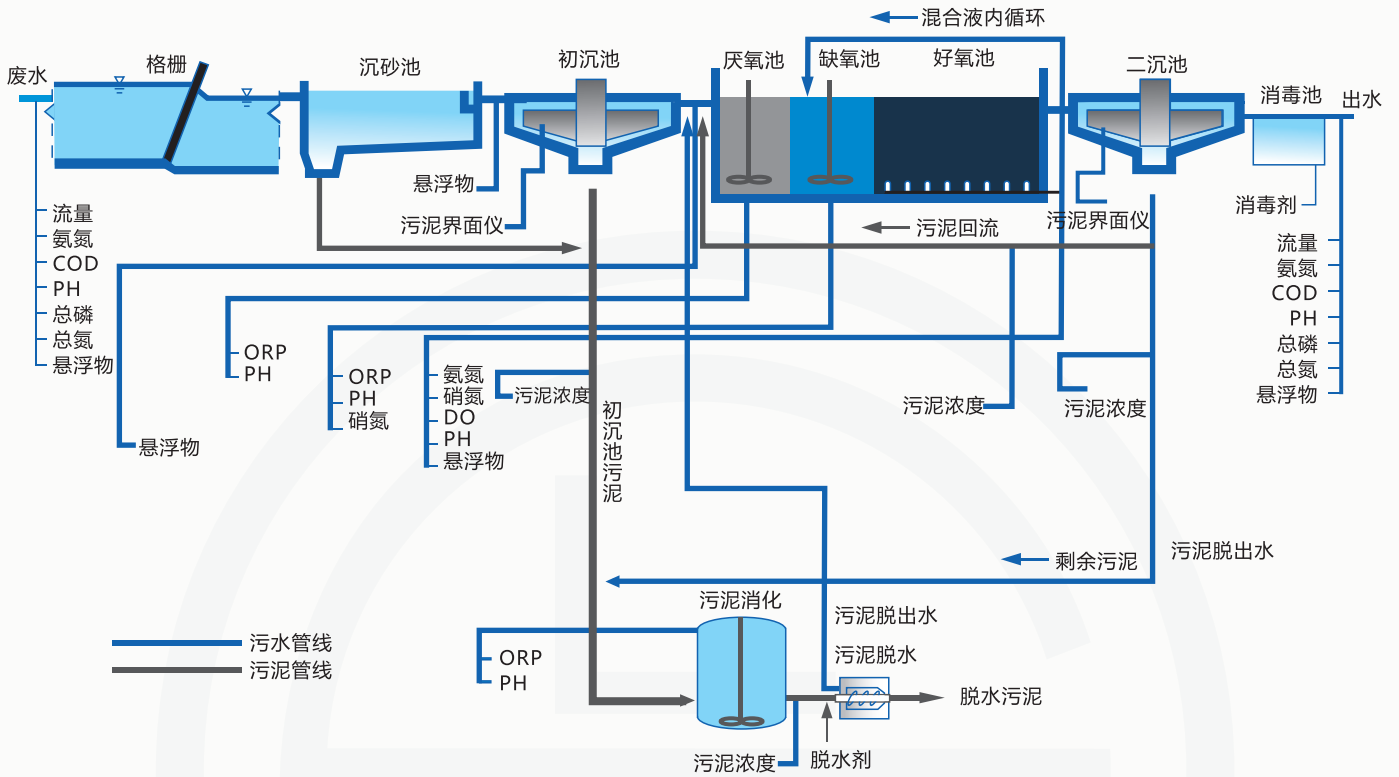 混合液内循环
废水
格栅
沉砂池
初沉池
厌氧池
缺氧池
好氧池
二沉池
消毒池
出水
悬浮物
污泥界面仪
污泥回流
污泥界面仪
消毒剂
流量
氨氮
COD
PH
总磷
总氮
悬浮物
流量
氨氮
COD
PH
总磷
总氮
悬浮物
ORP
PH
ORP
PH
硝氮
氨氮
硝氮
DO
PH
悬浮物
污泥浓度
初沉池污泥
污泥浓度
污泥浓度
悬浮物
剩余污泥
污泥脱出水
污泥消化
污泥脱出水
污泥脱水
污水管线
污泥管线
ORP
PH
脱水污泥
污泥浓度
脱水剂